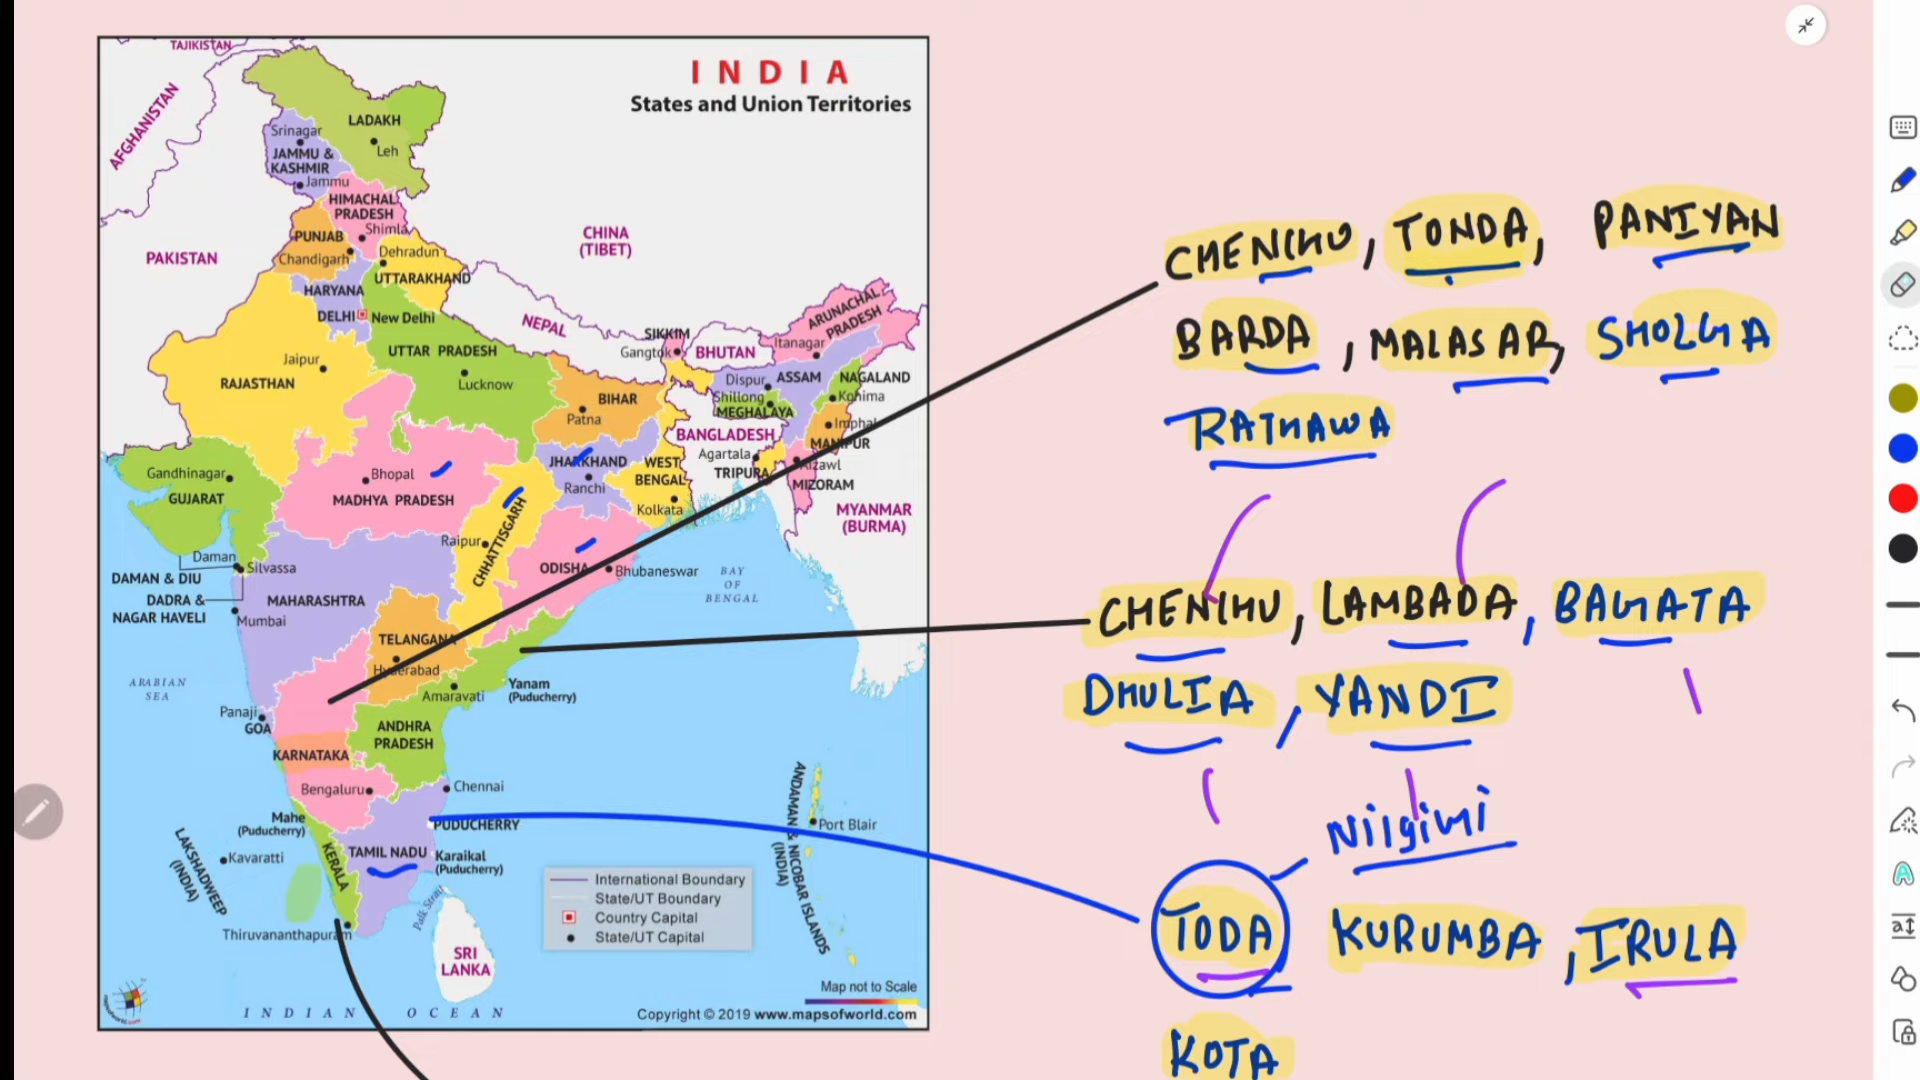 INDIA
States and Union Territories
TAJIKISTAN
AFGHANISTAN
PAKISTAN
CHINA
(TIBET)
NEPAL
BHUTAN
BANGLADESH
MYANMAR
(BURMA)
SRI
LANKA
LADAKH
Leh
Srinagar
JAMMU &
KASHMIR
Jammu
HIMACHAL
PRADESH
Shimla
PUNJAB
Chandigarh
Dehradun
UTTARAKHAND
HARYANA
DELHI
New Delhi
Jaipur
RAJASTHAN
UTTAR PRADESH
Lucknow
BIHAR
Patna
SIKKIM
Gangtok
ARUNACHAL
PRADESH
Itanagar
Dispur
ASSAM
NAGALAND
Kohima
Shillong
MEGHALAYA
Imphal
MANIPUR
Agartala
TRIPURA
Aizawl
MIZORAM
Gandhinagar
GUJARAT
Bhopal
MADHYA PRADESH
JHARKHAND
Ranchi
WEST
BENGAL
Kolkata
Raipur
CHHATTISGARH
ODISHA
Bhubaneswar
BAY
OF
BENGAL
Daman
Silvassa
DAMAN & DIU
DADRA &
NAGAR HAVELI
MAHARASHTRA
Mumbai
TELANGANA
Hyderabad
Amaravati
Yanam
(Puducherry)
ARABIAN
SEA
Panaji
GOA
ANDHRA
PRADESH
KARNATAKA
Bengaluru
Chennai
Mahe
(Puducherry)
PUDUCHERRY
TAMIL NADU
Karaikal
(Puducherry)
KERALA
LAKSHADWEEP
(INDIA)
Kavaratti
Thiruvananthapuram
Palk Strait
ANDAMAN & NICOBAR ISLANDS
(INDIA)
Port Blair
International Boundary
State/UT Boundary
Country Capital
State/UT Capital
Map not to Scale
INDIAN OCEAN
Copyright © 2019 www.mapsofworld.com
CHENCHU, TONDA, PANIYAN
BARDA, MALASAR, SHOLGA
RATHAWA
CHENCHU, LAMBADA, BAGATA
DHULIA, YANDI
Nilgiri
TODA KURUMBA, IRULA
KOTA